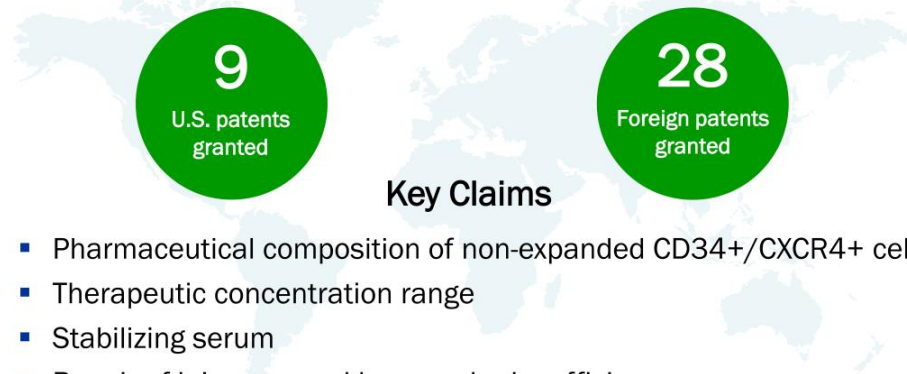 9
U.S. patents
granted
28
Foreign patents
granted
Key Claims
▪ Pharmaceutical composition of non-expanded CD34+/CXCR4+ cel
▪ Therapeutic concentration range
▪ Stabilizing serum